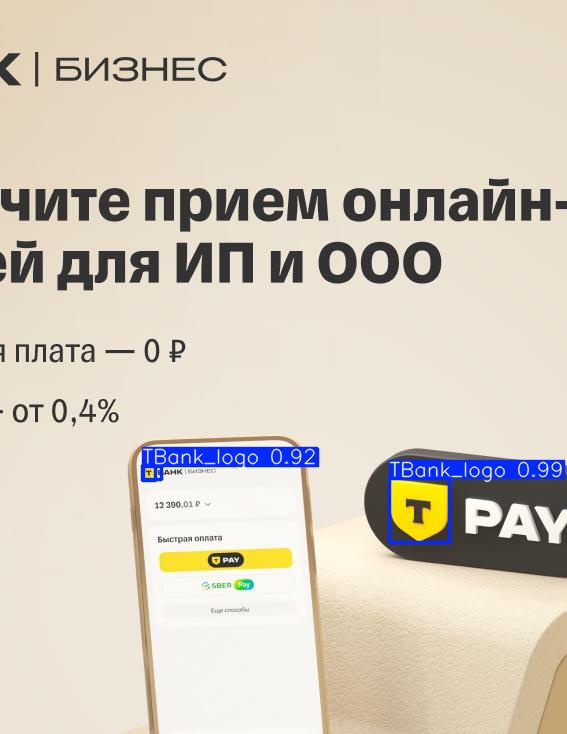 К | БИЗНЕС
чите прием онлайн-
ей для ИП и ООО
я плата — 0 ₽
- от 0,4%
TBank_logo 0.92
TBank_logo 0.99
БАНК | БИЗНЕС
12 390,01 ₽
T PAY
Быстрая оплата
T PAY
SBER Pay
Еще способы